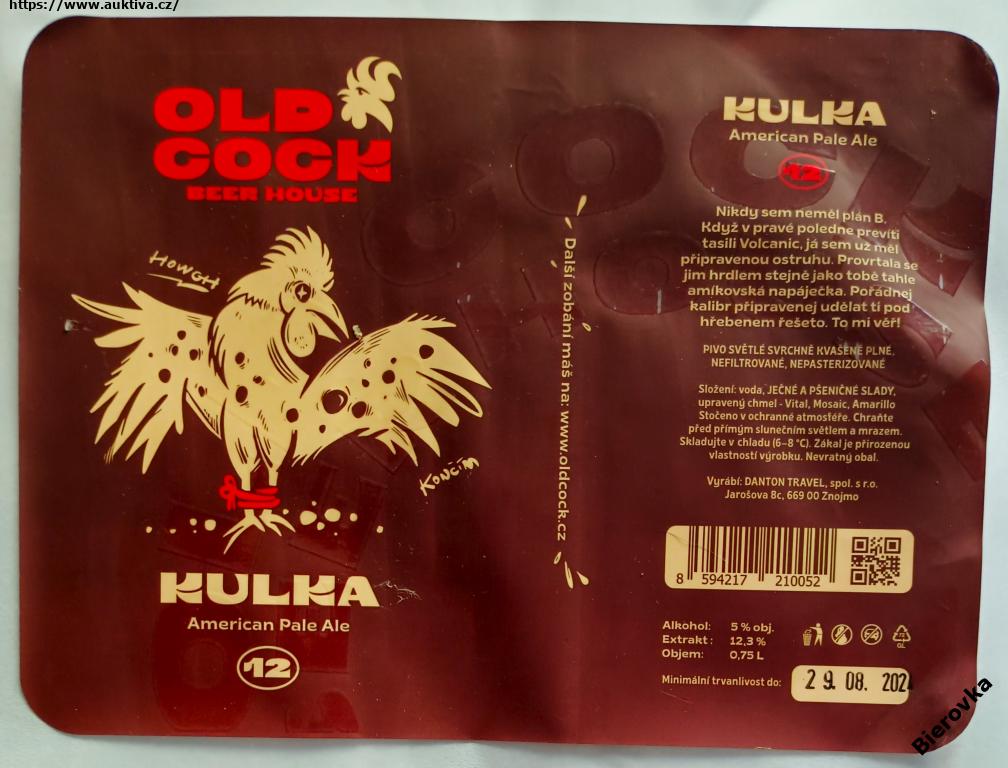 https://www.auktiva.cz/
OLD
COCK
BEER HOUSE
HOWGH
KONČÍM
KULKA
American Pale Ale
12
Další zobání máš na: www.oldcock.cz
KULKA
American Pale Ale
12
Nikdy sem neměl plán B.
Když v pravé poledne previti
tasili Volcanic, já sem už měl
připravenou ostruhu. Provrtala se
jim hrdlem stejně jako tobě tahle
amíkovská napáječka. Pořádnej
kalibr připravenej udělat ti pod
hřebenem řešeto. To mi věř!
PIVO SVĚTLÉ SVRCHNĚ KVAŠENÉ PLNÉ,
NEFILTROVANÉ, NEPASTERIZOVANÉ
Složení: voda, JEČNÉ A PŠENIČNÉ SLADY,
upravený chmel - Vital, Mosaic, Amarillo
Stočeno v ochranné atmosféře. Chraňte
před přímým slunečním světlem a mrazem.
Skladujte v chladu (6-8 °C). Zákal je přirozenou
vlastností výrobku. Nevratný obal.
Vyrábí: DANTON TRAVEL, spol. s r.o.
Jarošova 8c, 669 00 Znojmo
8 594217 210052
Alkohol: 5 % obj.
Extrakt: 12,3 %
Objem: 0,75 L
GL
Minimální trvanlivost do: 29. 08. 202
Bierovka